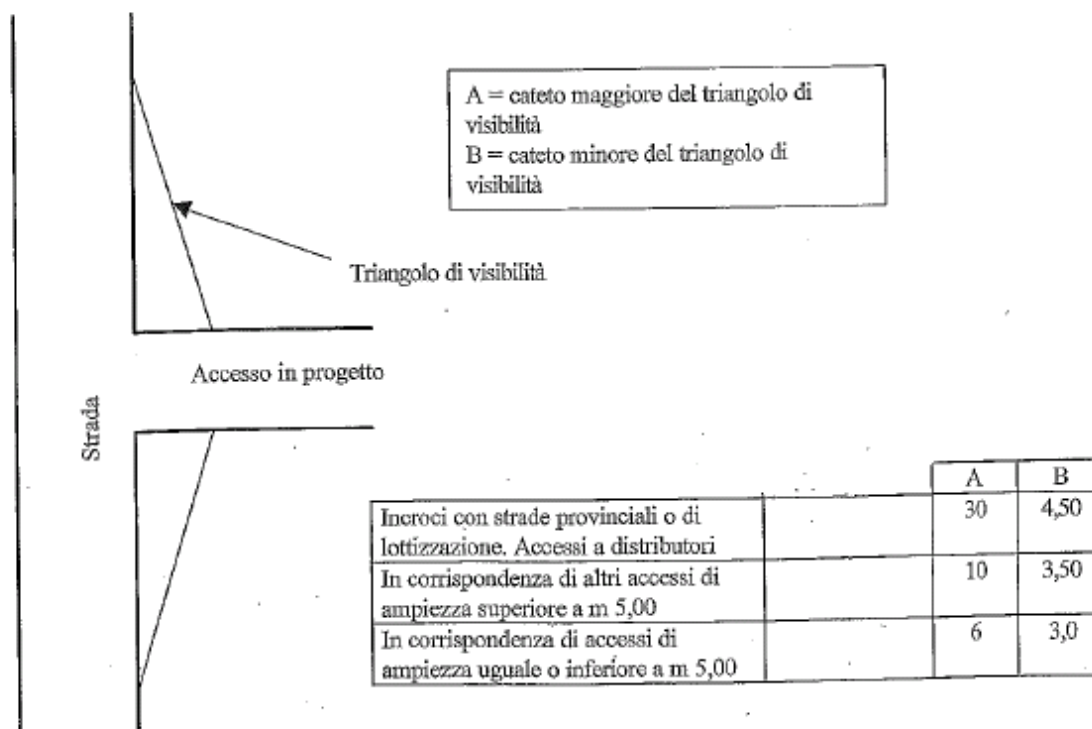 A = cateto maggiore del triangolo di
visibilità
B = cateto minore del triangolo di
visibilità
Triangolo di visibilità
Accesso in progetto
Strada
A B
Incroci con strade provinciali o di 30 4,50
lottizzazione. Accessi a distributori
In corrispondenza di altri accessi di 10 3,50
ampiezza superiore a m 5,00
In corrispondenza di accessi di 6 3,0
ampiezza uguale o inferiore a m 5,00